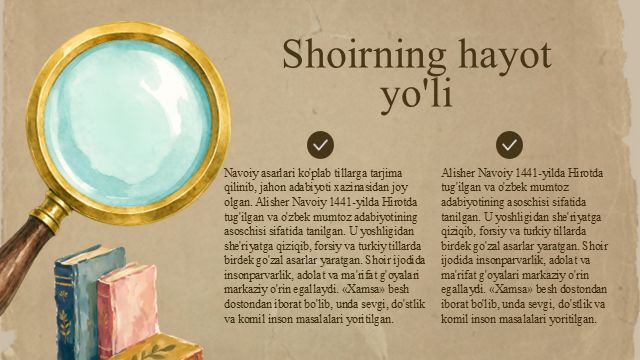 Shoirning hayot
yo'li
Navoiy asarlari ko'plab tillarga tarjima
qilinib, jahon adabiyoti xazinasidan joy
olgan. Alisher Navoiy 1441-yilda Hirotda
tug'ilgan va o'zbek mumtoz adabiyotining
asoschisi sifatida tanilgan. U yoshligidan
she'riyatga qiziqib, forsiy va turkiy tillarda
birdek go'zal asarlar yaratgan. Shoir ijodida
insonparvarlik, adolat va ma'rifat g'oyalari
markaziy o'rin egallaydi. «Xamsa» besh
dostondan iborat bo'lib, unda sevgi, do'stlik
va komil inson masalalari yoritilgan.
Alisher Navoiy 1441-yilda Hirotda
tug'ilgan va o'zbek mumtoz
adabiyotining asoschisi sifatida
tanilgan. U yoshligidan she'riyatga
qiziqib, forsiy va turkiy tillarda
birdek go'zal asarlar yaratgan. Shoir
ijodida insonparvarlik, adolat va
ma'rifat g'oyalari markaziy o'rin
egallaydi. «Xamsa» besh dostondan
iborat bo'lib, unda sevgi, do'stlik va
komil inson masalalari yoritilgan.